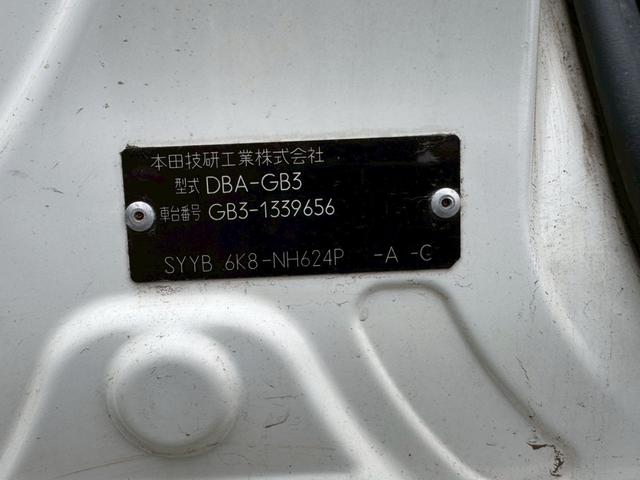 本田技研工業株式会社
型式 DBA-GB3
車台番号 GB3-1339656
SYYB 6K8-NH624P -A -C